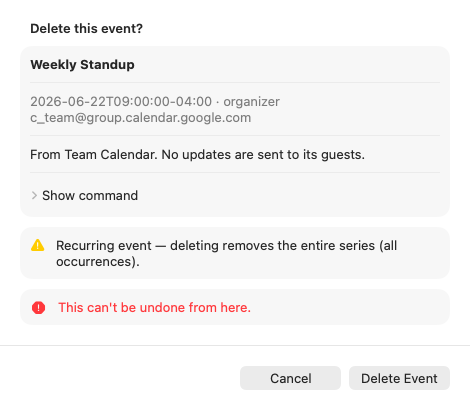 Delete this event?
Weekly Standup
2026-06-22T09:00:00-04:00 · organizer
c_team@group.calendar.google.com
From Team Calendar. No updates are sent to its guests.
Show command
Recurring event — deleting removes the entire series (all
occurrences).
This can't be undone from here.
Cancel
Delete Event